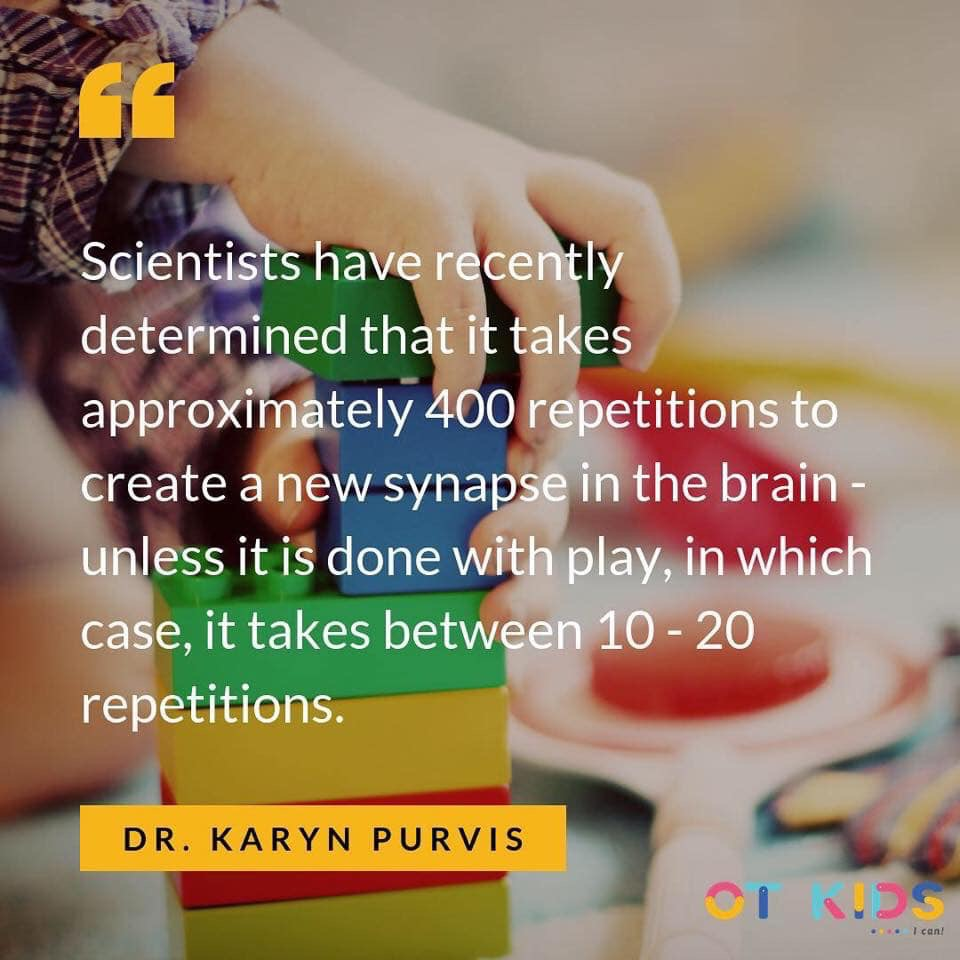 Scientists have recently
determined that it takes
approximately 400 repetitions to
create a new synapse in the brain -
unless it is done with play, in which
case, it takes between 10 - 20
repetitions.
DR. KARYN PURVIS
OT KIDS
I can!